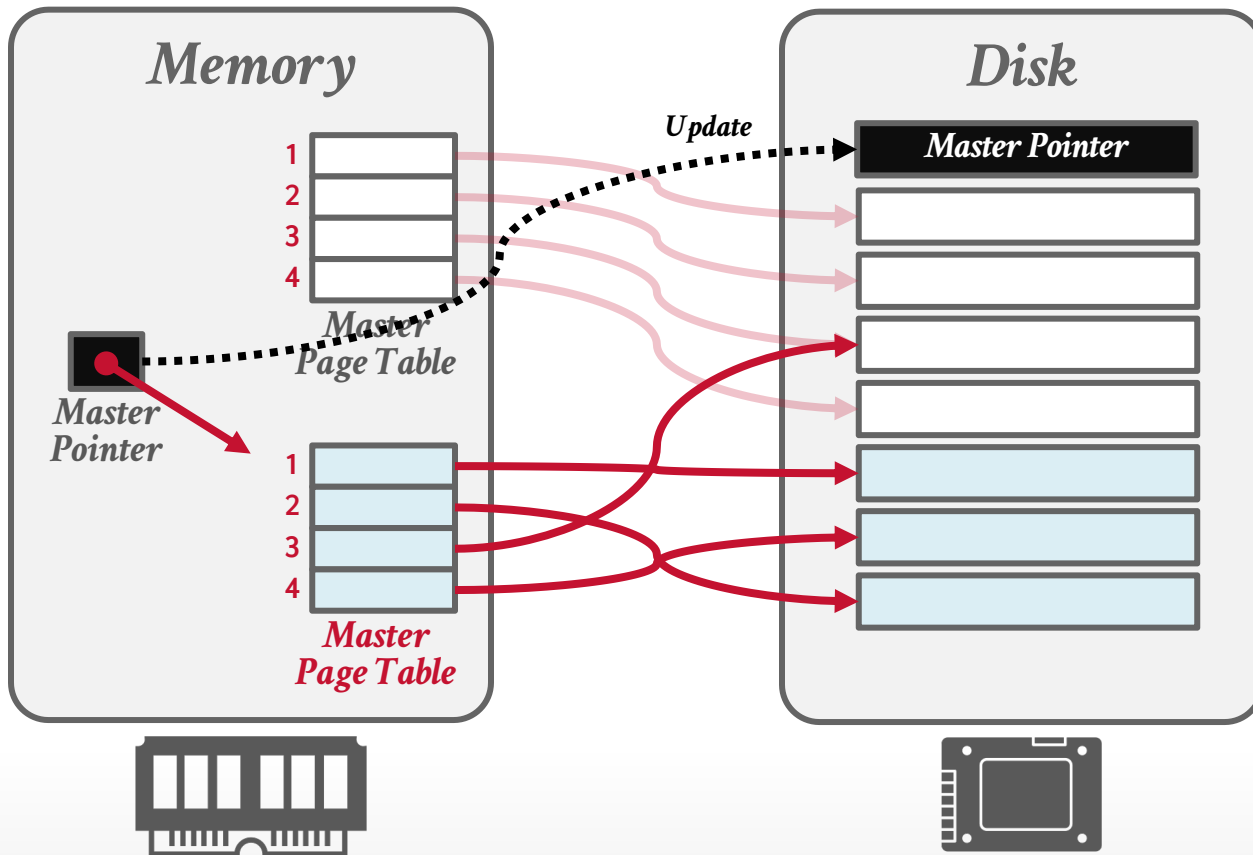 Memory
Disk
Update
Master Pointer
1
2
3
4
Master
Page Table
Master
Pointer
1
2
3
4
Master
Page Table